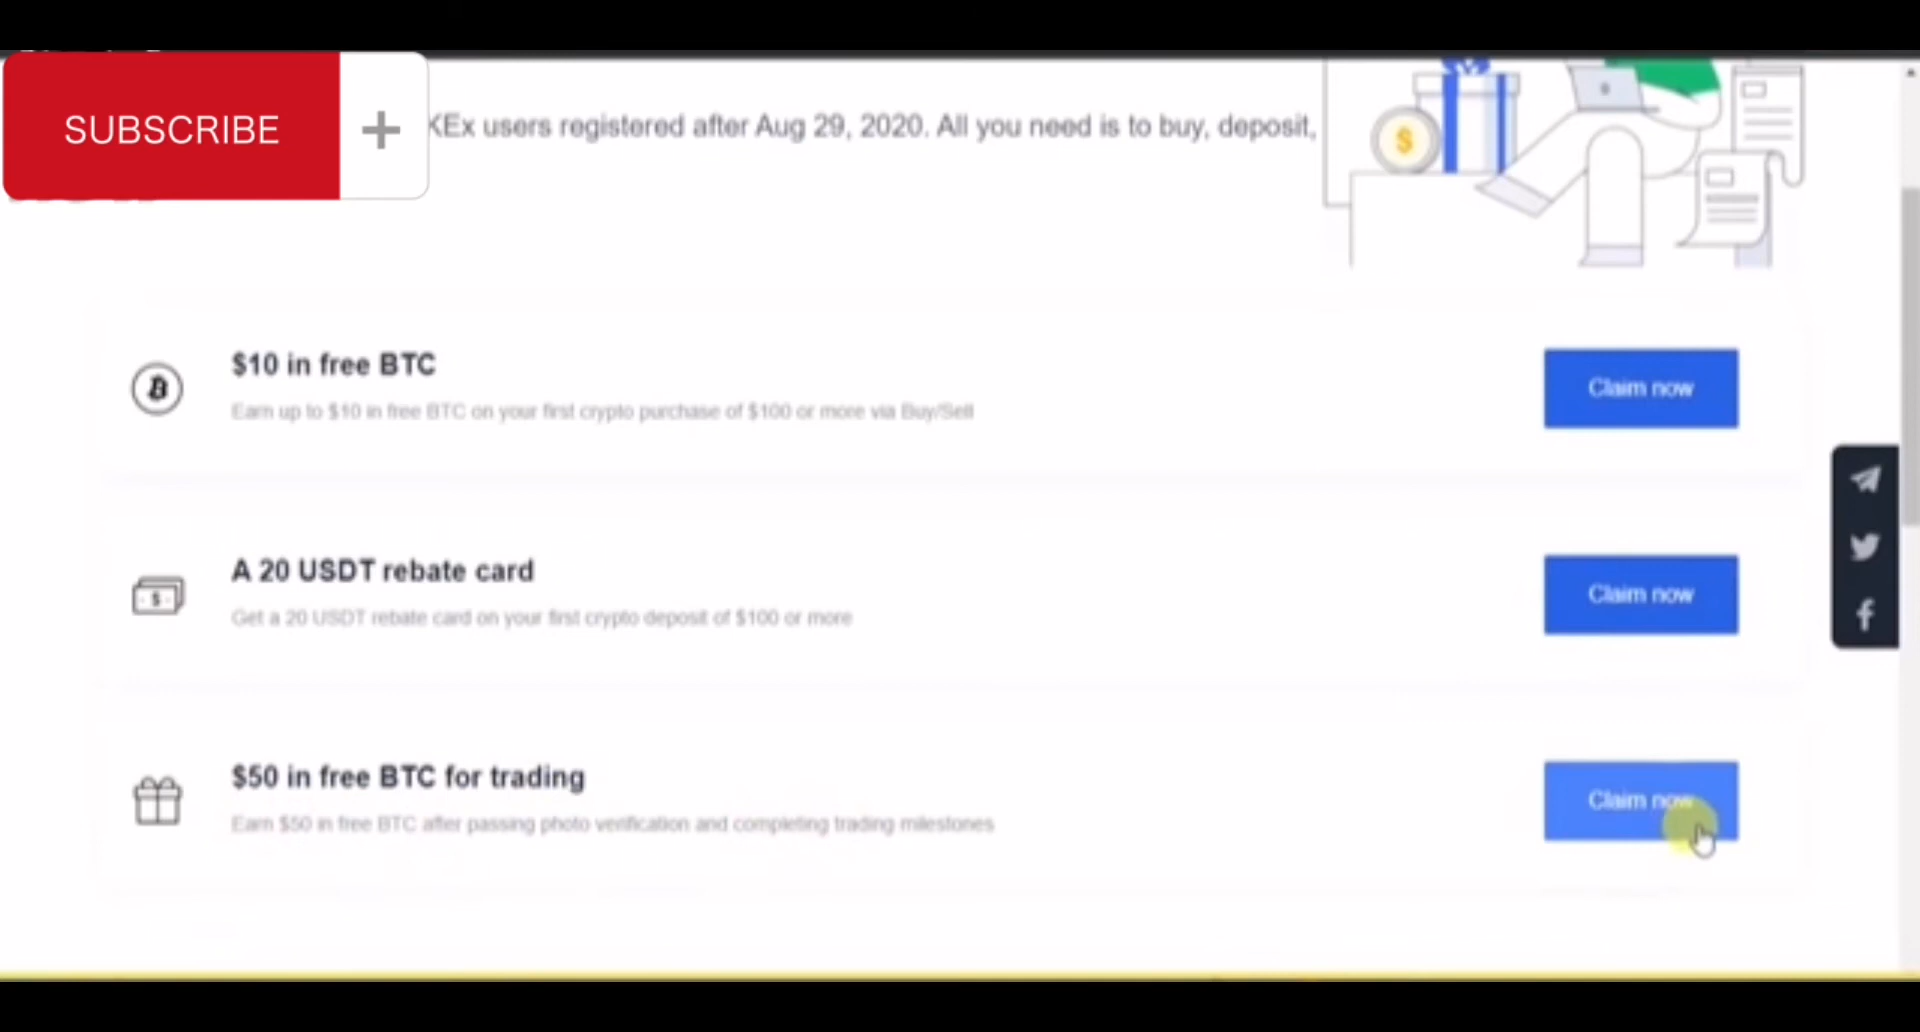 SUBSCRIBE +
KEx users registered after Aug 29, 2020. All you need is to buy, deposit,
$10 in free BTC
Earn up to $10 in free BTC on your first crypto purchase of $100 or more via Buy/Sell
Claim now
A 20 USDT rebate card
Get a 20 USDT rebate card on your first crypto deposit of $100 or more
Claim now
$50 in free BTC for trading
Earn $50 in free BTC after passing photo verification and completing trading milestones
Claim now